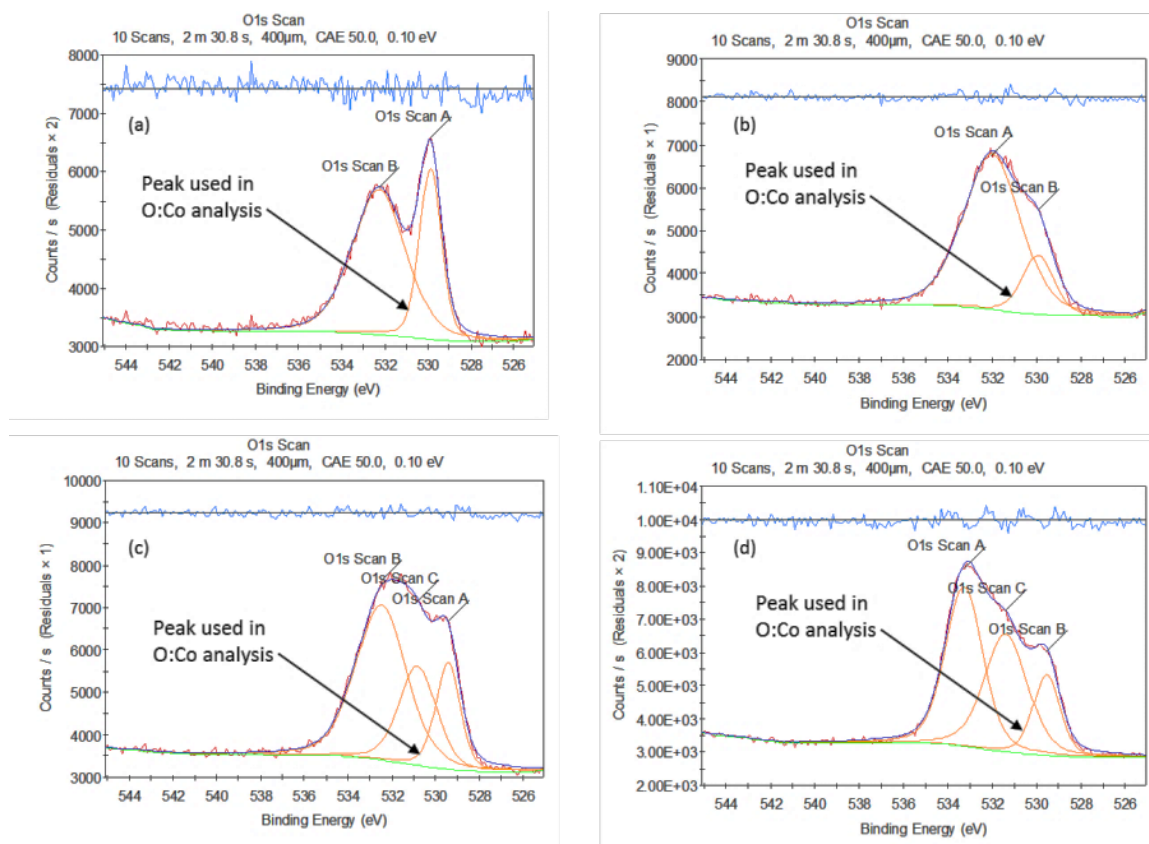 O1s Scan
10 Scans, 2 m 30.8 s, 400µm, CAE 50.0, 0.10 eV
8000
7000
6000
5000
4000
3000
Counts / s (Residuals × 2)
(a)
O1s Scan A
O1s Scan B
Peak used in
O:Co analysis
544 542 540 538 536 534 532 530 528 526
Binding Energy (eV)
O1s Scan
10 Scans, 2 m 30.8 s, 400µm, CAE 50.0, 0.10 eV
9000
8000
7000
6000
5000
4000
3000
2000
Counts / s (Residuals × 1)
(b)
O1s Scan A
O1s Scan B
Peak used in
O:Co analysis
544 542 540 538 536 534 532 530 528 526
Binding Energy (eV)
O1s Scan
10 Scans, 2 m 30.8 s, 400µm, CAE 50.0, 0.10 eV
10000
9000
8000
7000
6000
5000
4000
3000
Counts / s (Residuals × 1)
(c)
O1s Scan B
O1s Scan C
O1s Scan A
Peak used in
O:Co analysis
544 542 540 538 536 534 532 530 528 526
Binding Energy (eV)
O1s Scan
10 Scans, 2 m 30.8 s, 400µm, CAE 50.0, 0.10 eV
1.10E+04
1.00E+04
9.00E+03
8.00E+03
7.00E+03
6.00E+03
5.00E+03
4.00E+03
3.00E+03
2.00E+03
Counts / s (Residuals × 2)
(d)
O1s Scan A
O1s Scan C
O1s Scan B
Peak used in
O:Co analysis
544 542 540 538 536 534 532 530 528 526
Binding Energy (eV)